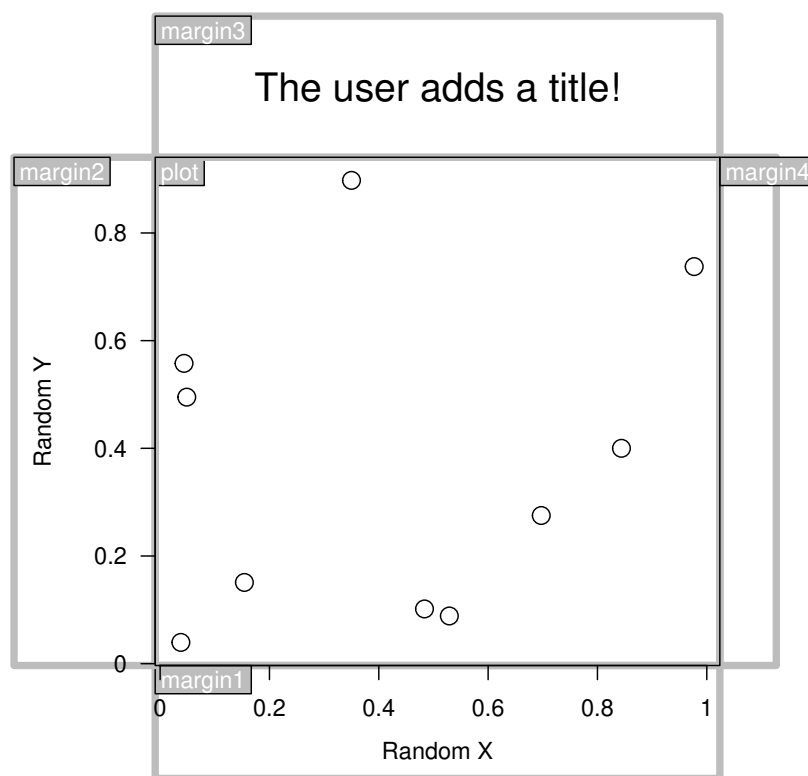 margin3
The user adds a title!
margin2
plot
margin4
0.8
0.6
0.4
0.2
0
Random Y
margin1
0 0.2 0.4 0.6 0.8 1
Random X